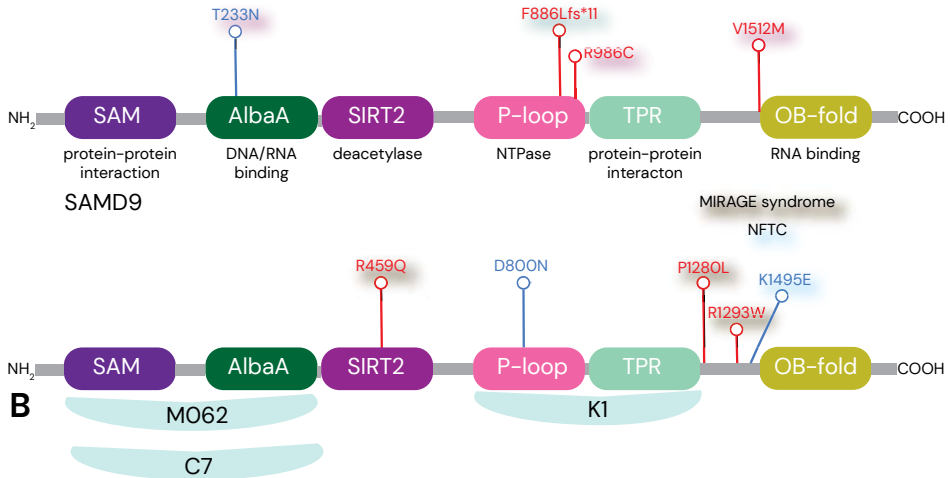 T233N
F886Lfs*11
R986C
V1512M
NH2 SAM AlbaA SIRT2 P-loop TPR OB-fold COOH
protein-protein interaction
DNA/RNA binding
deacetylase
NTPase
protein-protein interacton
RNA binding
SAMD9
MIRAGE syndrome
NFTC
R459Q
D800N
P1280L
K1495E
R1293W
NH2 SAM AlbaA SIRT2 P-loop TPR OB-fold COOH
B
M062
K1
C7